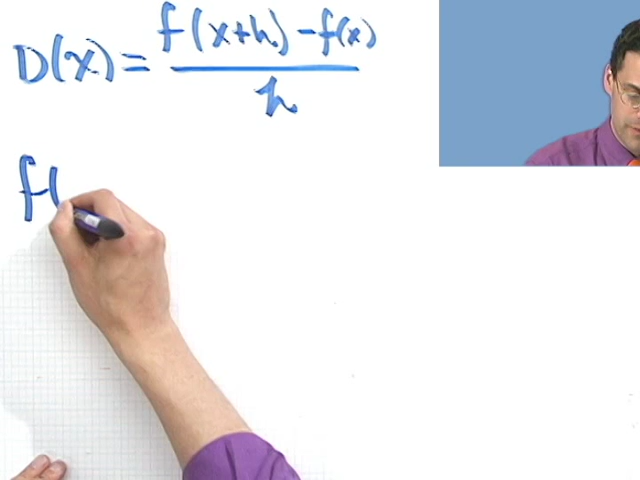 D(x) = f(x+h) - f(x) / h
f(